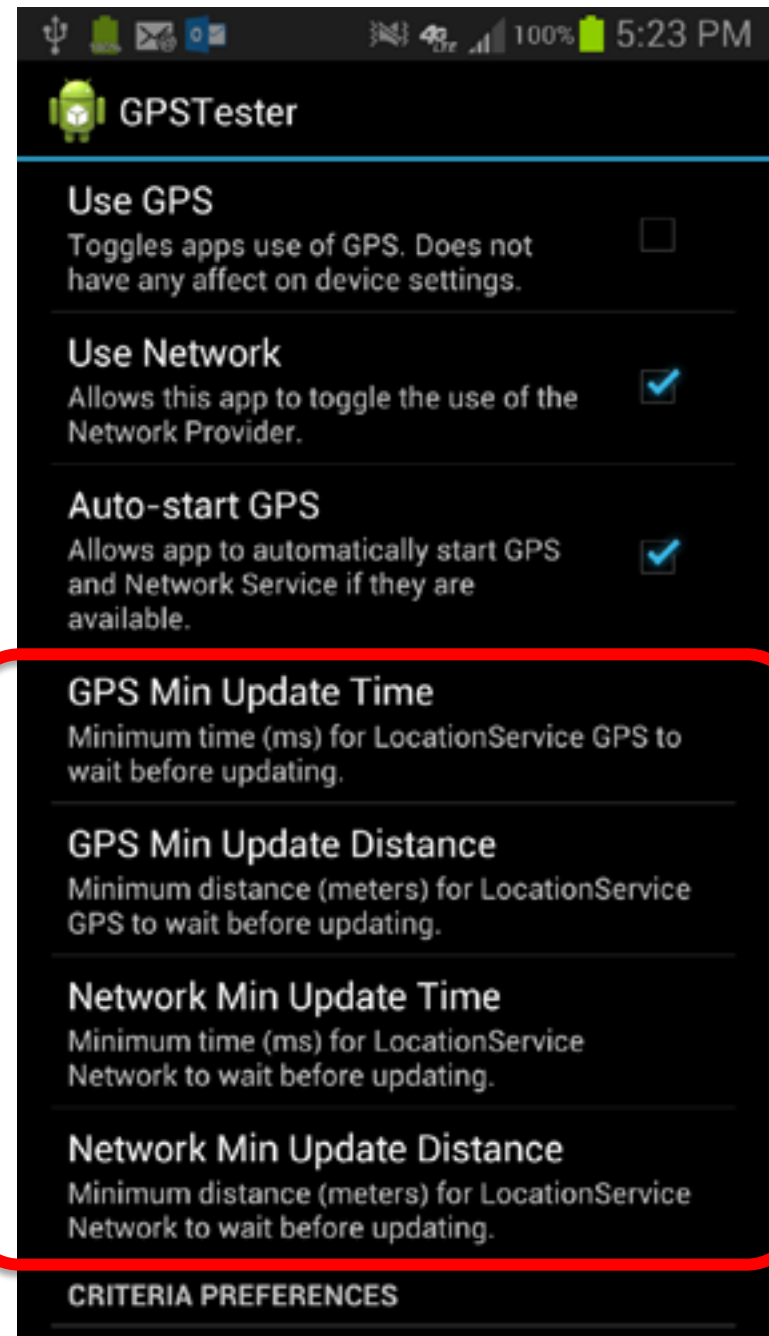 100% 5:23 PM
GPSTester
Use GPS
Toggles apps use of GPS. Does not
have any affect on device settings.
Use Network
Allows this app to toggle the use of the
Network Provider.
Auto-start GPS
Allows app to automatically start GPS
and Network Service if they are
available.
GPS Min Update Time
Minimum time (ms) for LocationService GPS to
wait before updating.
GPS Min Update Distance
Minimum distance (meters) for LocationService
GPS to wait before updating.
Network Min Update Time
Minimum time (ms) for LocationService
Network to wait before updating.
Network Min Update Distance
Minimum distance (meters) for LocationService
Network to wait before updating.
CRITERIA PREFERENCES